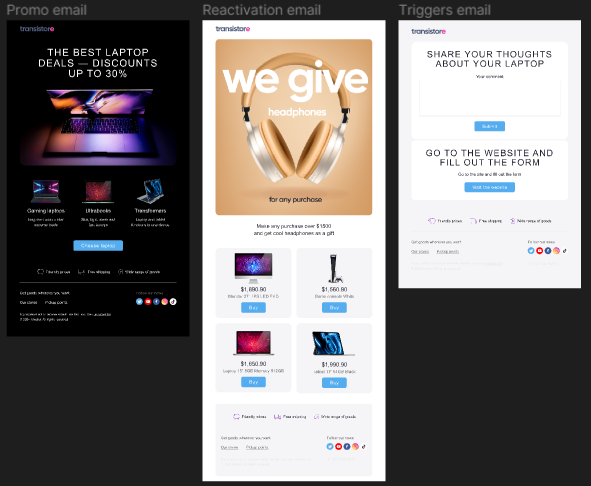 Promo email
transistore
THE BEST LAPTOP
DEALS — DISCOUNTS
UP TO 30%
Gaming laptops
Ultrabooks
Transformers
Choose laptop
Friendly prices
Free shipping
Wide range of goods
Get goods wherever you want
Follow our news
Our stores
Pickup points
Reactivation email
transistore
we give
headphones
for any purchase
Make any purchase over $1500
and get cool headphones as a gift
$1,890.90
Buy
$1,550.90
Game console White
Buy
$1,650.90
Buy
$1,990.90
Buy
Friendly prices
Free shipping
Wide range of goods
Get goods wherever you want
Follow our news
Our stores
Pickup points
Triggers email
transistore
SHARE YOUR THOUGHTS
ABOUT YOUR LAPTOP
Your comment
Submit
GO TO THE WEBSITE AND
FILL OUT THE FORM
Go to the site and fill out the form
Visit the website
Friendly prices
Free shipping
Wide range of goods
Get goods wherever you want
Follow our news
Our stores
Pickup points